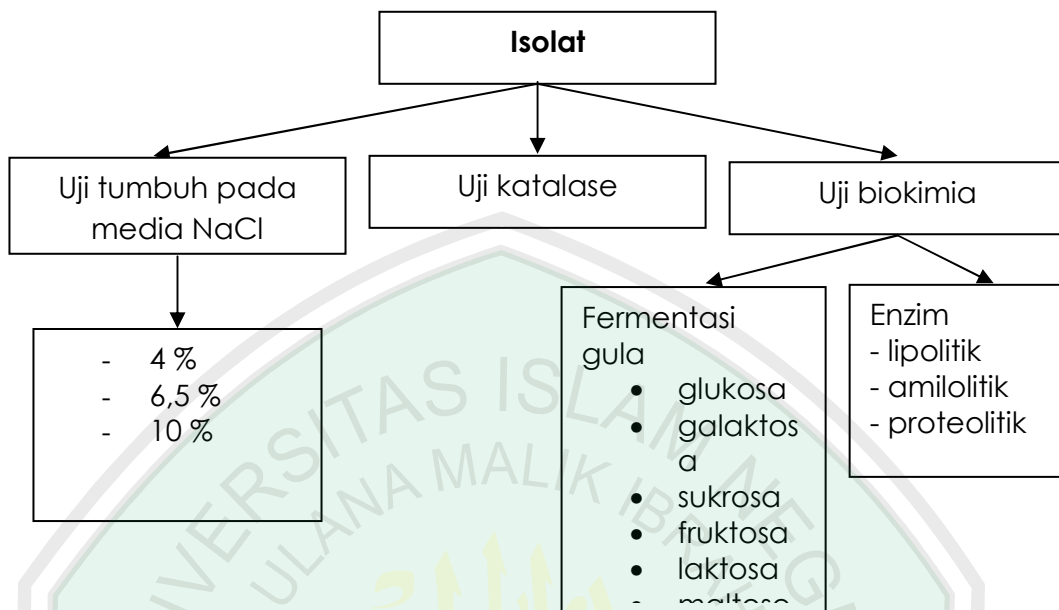 Isolat
Uji tumbuh pada
media NaCl
Uji katalase
Uji biokimia
- 4 %
- 6,5 %
- 10 %
Fermentasi
gula
• glukosa
• galaktos
a
• sukrosa
• fruktosa
• laktosa
Enzim
- lipolitik
- amilolitik
- proteolitik